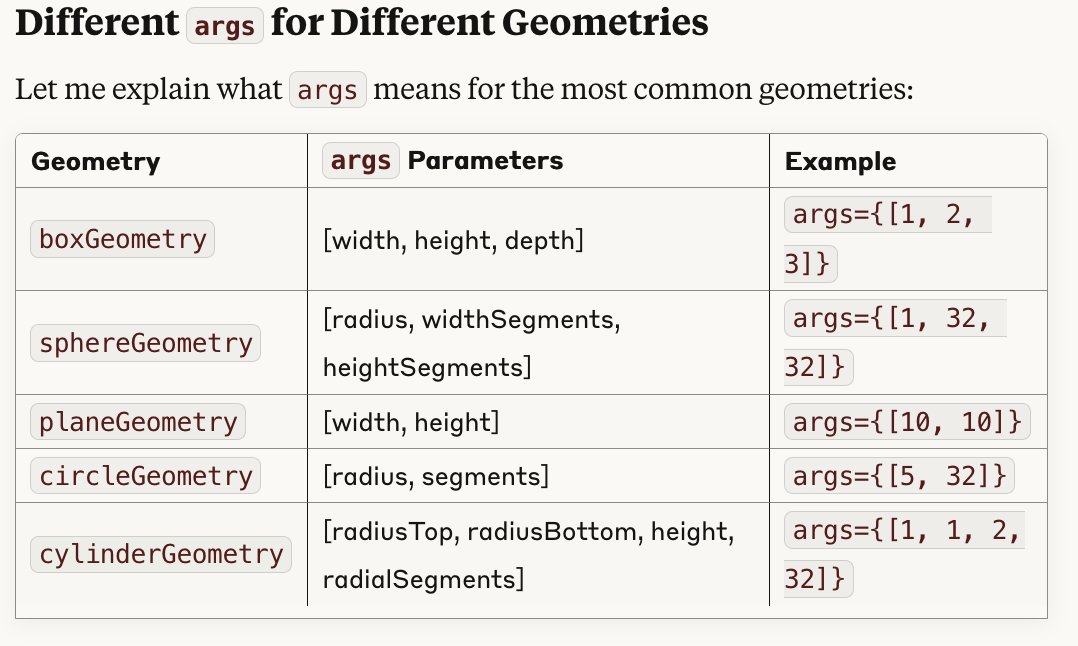 Different args for Different Geometries
Let me explain what args means for the most common geometries:
Geometry args Parameters Example
boxGeometry [width, height, depth] args={[1, 2,
3]}
sphereGeometry [radius, widthSegments, args={[1, 32,
heightSegments] 32]}
planeGeometry [width, height] args={[10, 10]}
circleGeometry [radius, segments] args={[5, 32]}
cylinderGeometry [radiusTop, radiusBottom, height, args={[1, 1, 2,
radialSegments] 32]}